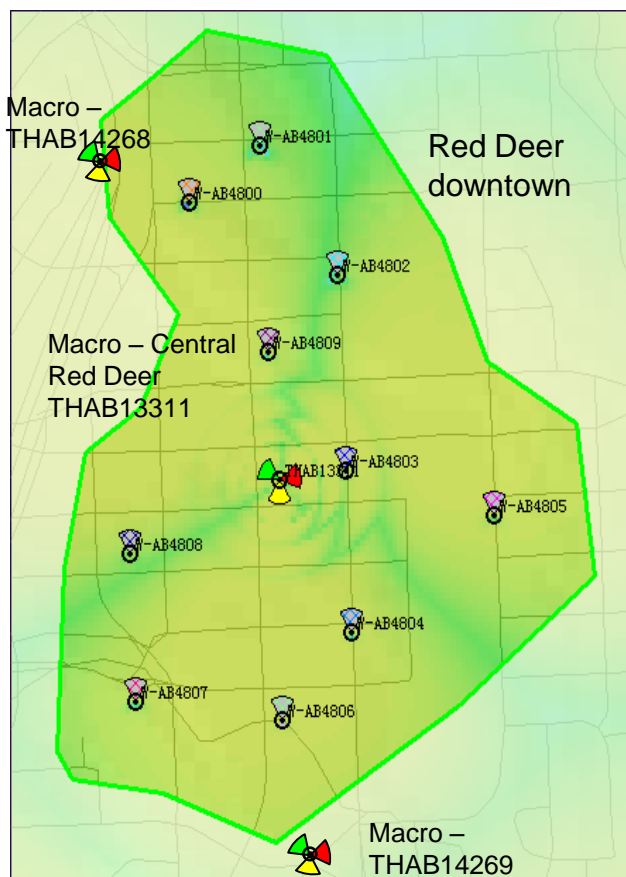 Macro –
THAB14268
W-AB4801
Red Deer
downtown
W-AB4800
W-AB4802
Macro – Central
Red Deer
THAB13311
W-AB4809
W-AB4803
THAB13311
W-AB4805
W-AB4808
W-AB4804
W-AB4807
W-AB4806
Macro –
THAB14269